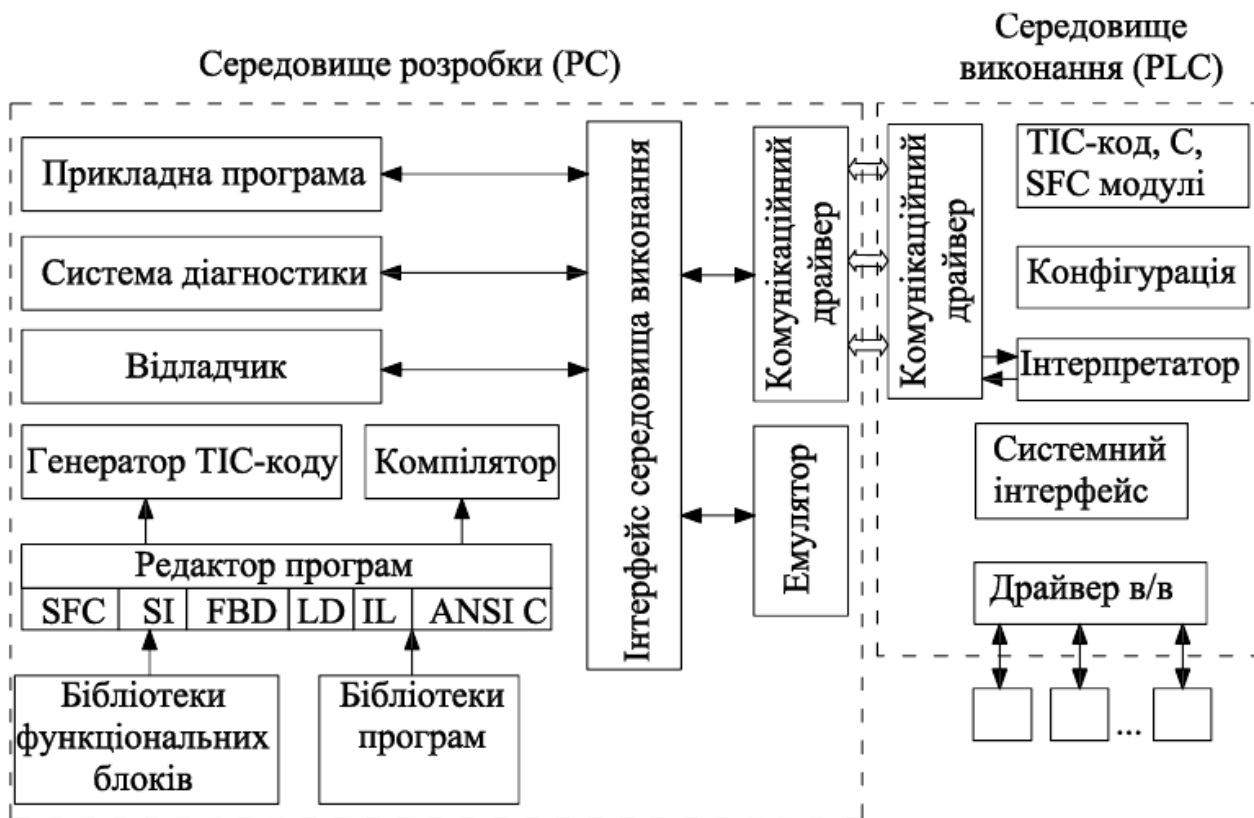 Середовище розробки (PC)
Середовище
виконання (PLC)
Прикладна програма
Система діагностики
Відладчик
Генератор ТІС-коду
Компілятор
Редактор програм
SFC
SI
FBD
LD
IL
ANSI C
Бібліотеки
функціональних
блоків
Бібліотеки
програм
Інтерфейс середовища виконання
Комунікаційний
драйвер
Емулятор
Комунікаційний
драйвер
ТІС-код, С,
SFC модулі
Конфігурація
Інтерпретатор
Системний
інтерфейс
Драйвер в/в
...